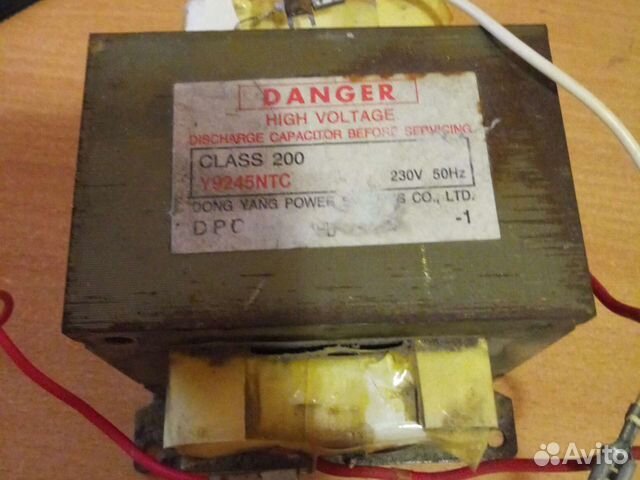 DANGER
HIGH VOLTAGE
DISCHARGE CAPACITOR BEFORE SERVICING
CLASS 200
Y9245NTC 230V 50Hz
DONG YANG POWER CO., LTD.
DPC -1
Avito